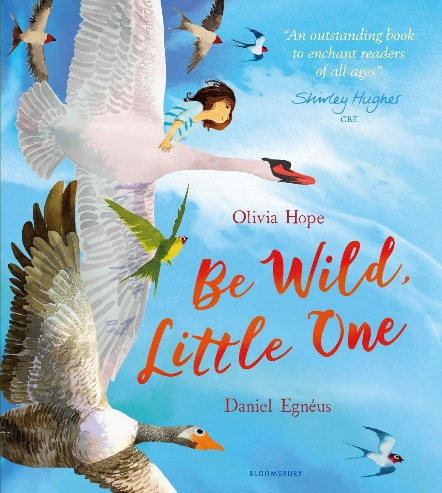 “An outstanding book
to enchant readers
of all ages”
Shirley Hughes
CBE
Olivia Hope
Be Wild,
Little One
Daniel Egnéus
BLOOMSBURY